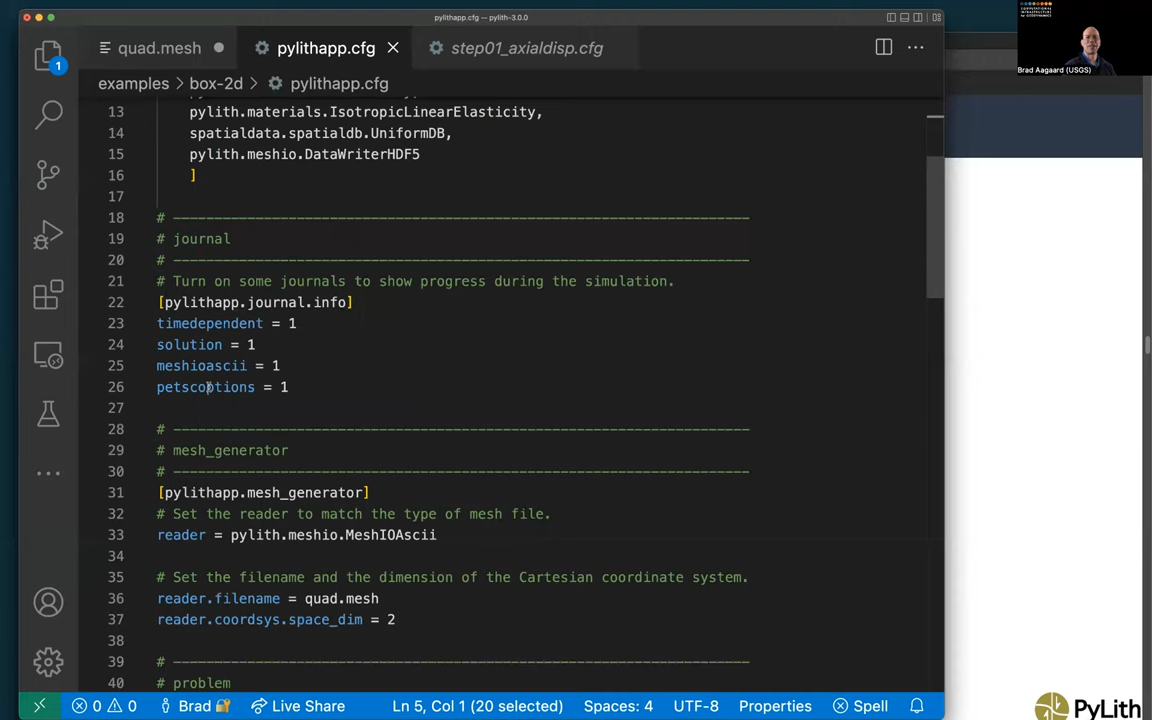 pylithapp.cfg — pylith-3.0.0
COMPUTATIONAL
INFRASTRUCTURE
for GEODYNAMICS
Brad Aagaard (USGS)
quad.mesh
pylithapp.cfg
step01_axialdisp.cfg
examples > box-2d > pylithapp.cfg
13 pylith.materials.IsotropicLinearElasticity,
14 spatialdata.spatialdb.UniformDB,
15 pylith.meshio.DataWriterHDF5
16 ]
17
18 # ----------------------------------------------------------------------
19 # journal
20 # ----------------------------------------------------------------------
21 # Turn on some journals to show progress during the simulation.
22 [pylithapp.journal.info]
23 timedependent = 1
24 solution = 1
25 meshioascii = 1
26 petscoptions = 1
27
28 # ----------------------------------------------------------------------
29 # mesh_generator
30 # ----------------------------------------------------------------------
31 [pylithapp.mesh_generator]
32 # Set the reader to match the type of mesh file.
33 reader = pylith.meshio.MeshIOAscii
34
35 # Set the filename and the dimension of the Cartesian coordinate system.
36 reader.filename = quad.mesh
37 reader.coordsys.space_dim = 2
38
39 # ----------------------------------------------------------------------
40 # problem
1
0 0 Brad Live Share Ln 5, Col 1 (20 selected) Spaces: 4 UTF-8 Properties Spell
PyLith